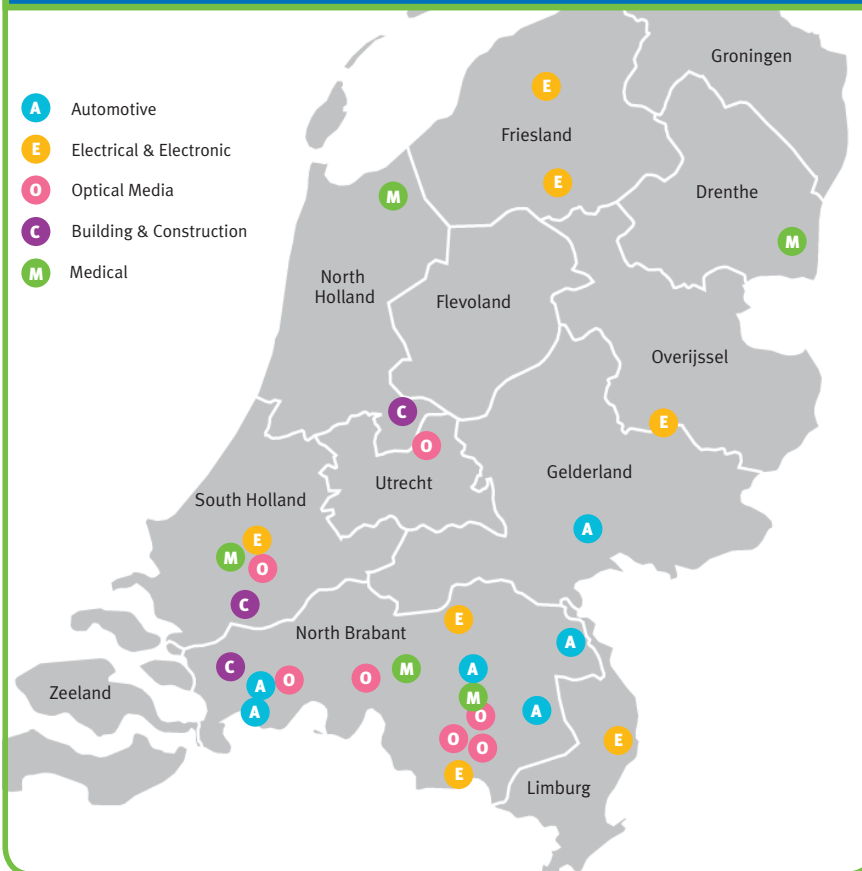 A Automotive
E Electrical & Electronic
O Optical Media
C Building & Construction
M Medical
Groningen
E
Friesland
E
Drenthe
M
M
North
Holland
Flevoland
Overijssel
C
E
O
Gelderland
Utrecht
South Holland
A
E
M
O
C
E
North Brabant
A
C
O
O
M
A
A
Zeeland
A
M
O
A
O
O
E
E
Limburg